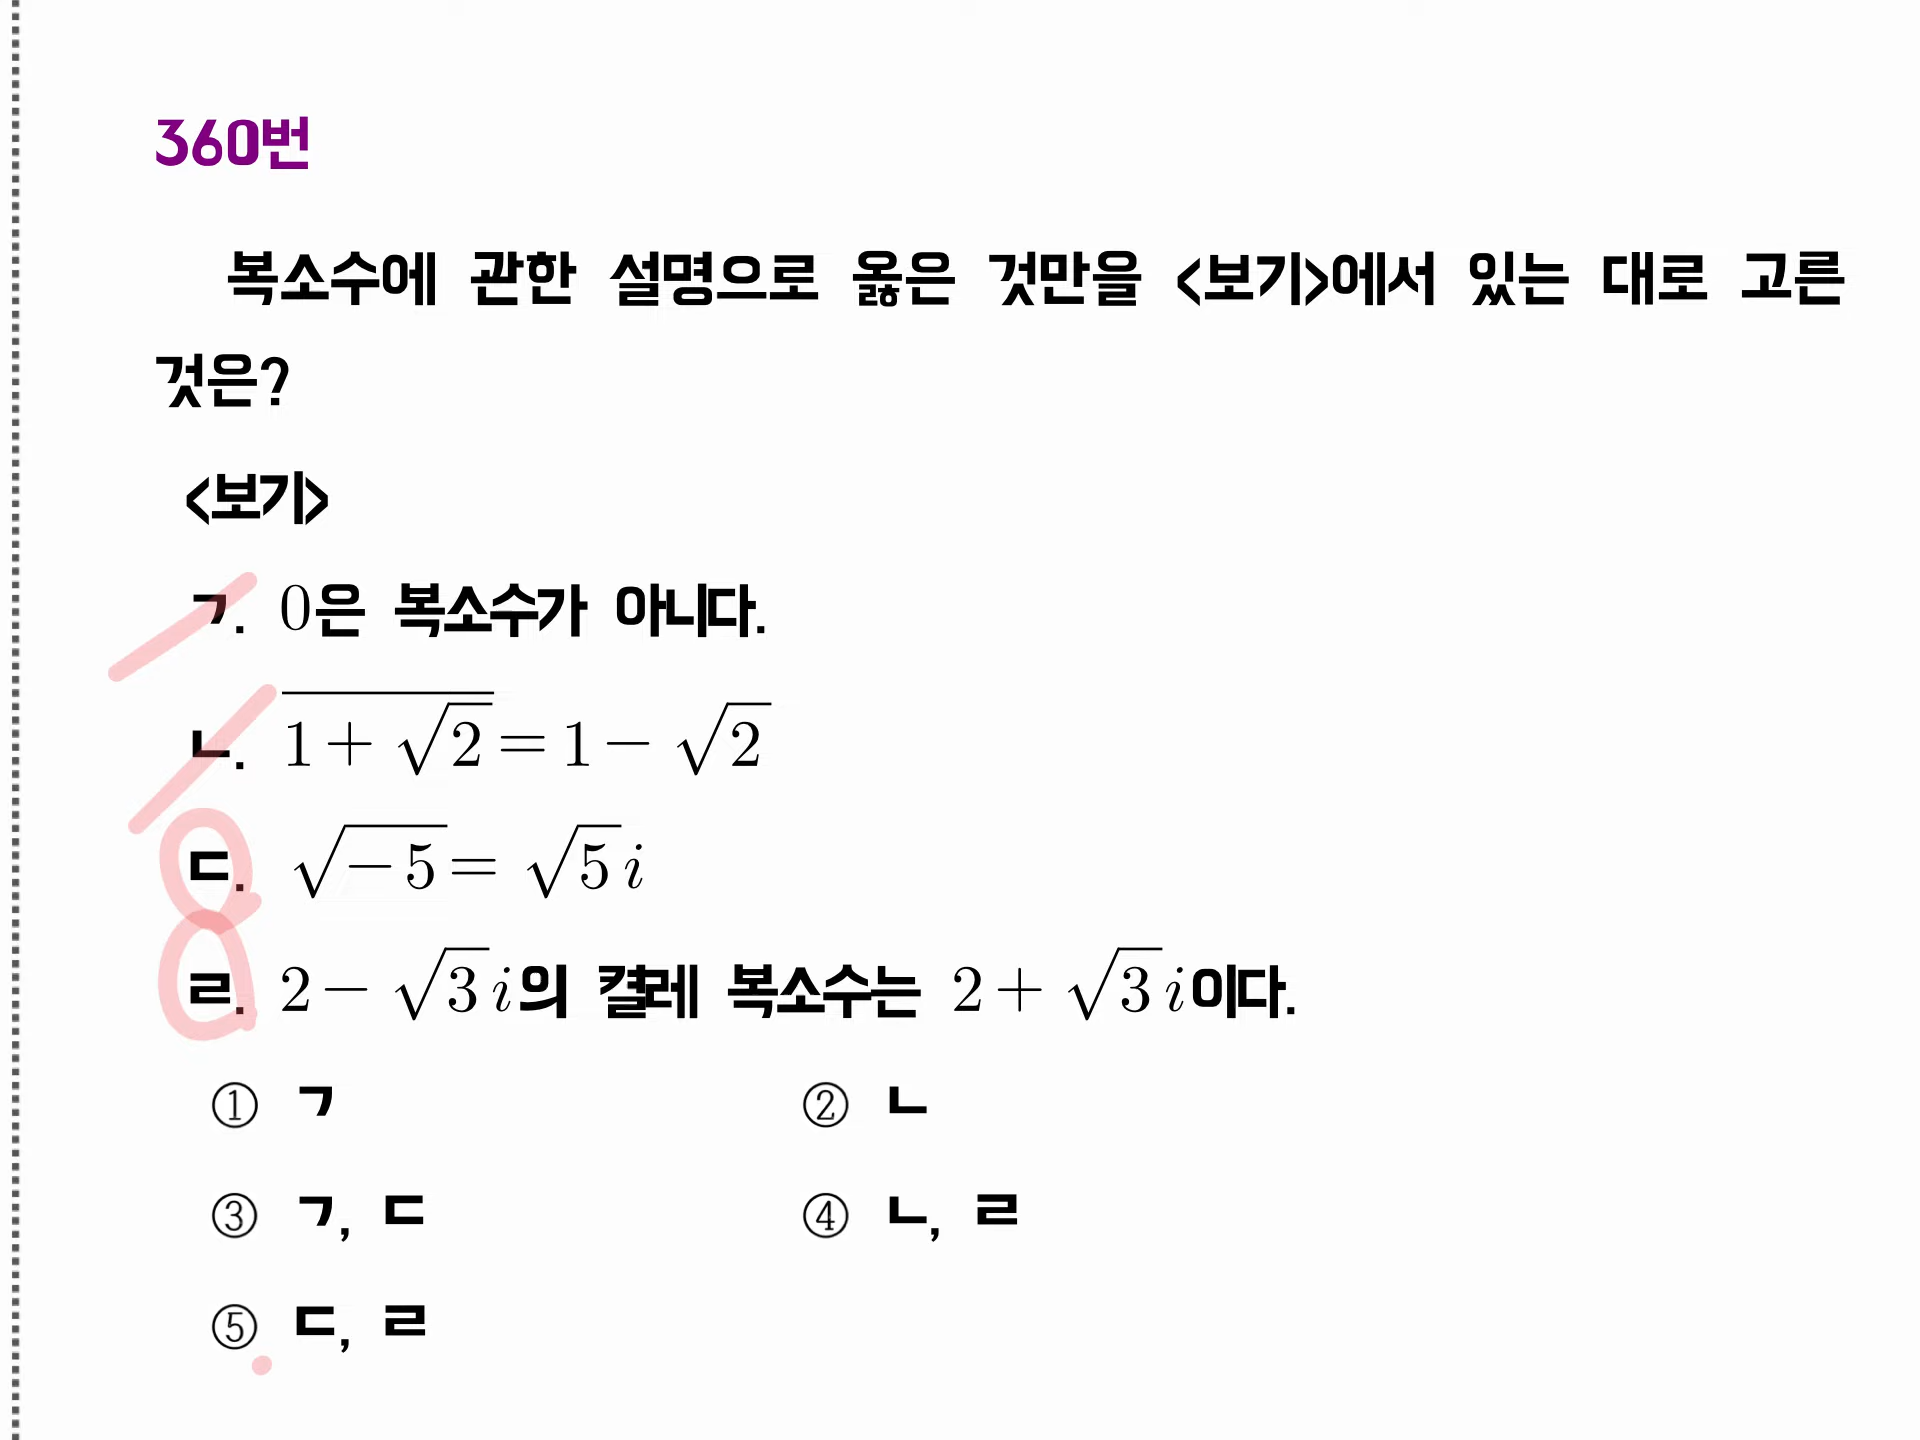 360번
복소수에 관한 설명으로 옳은 것만을 <보기>에서 있는 대로 고른
것은?
<보기>
ㄱ. 0은 복소수가 아니다.
ㄴ. $\overline{1+\sqrt{2}}=1-\sqrt{2}$
ㄷ. $\sqrt{-5}=\sqrt{5}i$
ㄹ. $2-\sqrt{3}i$의 켤레 복소수는 $2+\sqrt{3}i$이다.
① ㄱ ② ㄴ
③ ㄱ, ㄷ ④ ㄴ, ㄹ
⑤ ㄷ, ㄹ